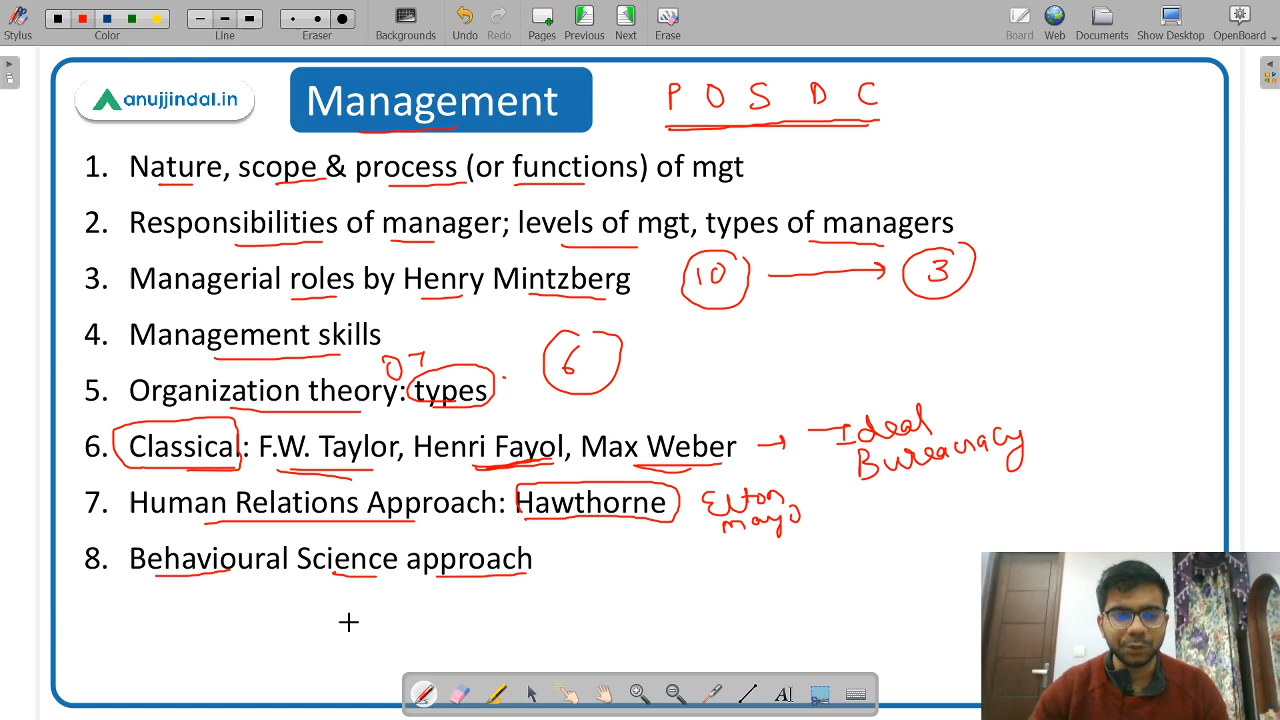 Stylus Color Line Eraser Backgrounds Undo Redo Pages Previous Next Erase Board Web Documents Show Desktop OpenBoard
anujjindal.in
Management P O S D C
1. Nature, scope & process (or functions) of mgt
2. Responsibilities of manager; levels of mgt, types of managers
3. Managerial roles by Henry Mintzberg 10 → 3
4. Management skills 6
07
5. Organization theory: types
6. Classical: F.W. Taylor, Henri Fayol, Max Weber → Ideal
Bureacracy
7. Human Relations Approach: Hawthorne Elton
mayo
8. Behavioural Science approach